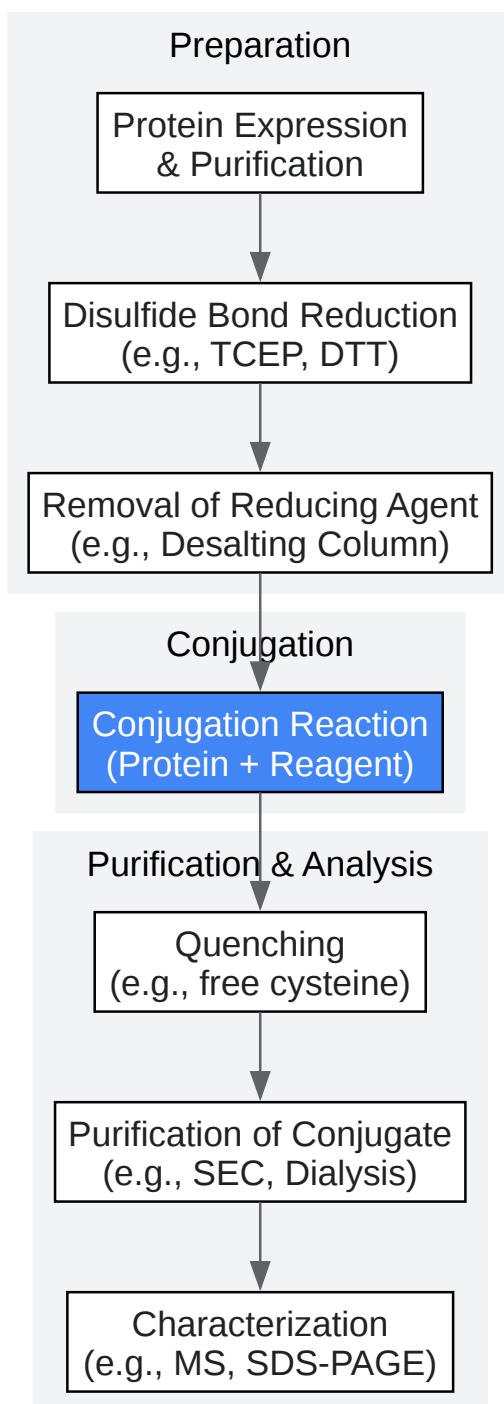 Preparation
Protein Expression
& Purification
Disulfide Bond Reduction
(e.g., TCEP, DTT)
Removal of Reducing Agent
(e.g., Desalting Column)
Conjugation
Conjugation Reaction
(Protein + Reagent)
Purification & Analysis
Quenching
(e.g., free cysteine)
Purification of Conjugate
(e.g., SEC, Dialysis)
Characterization
(e.g., MS, SDS-PAGE)